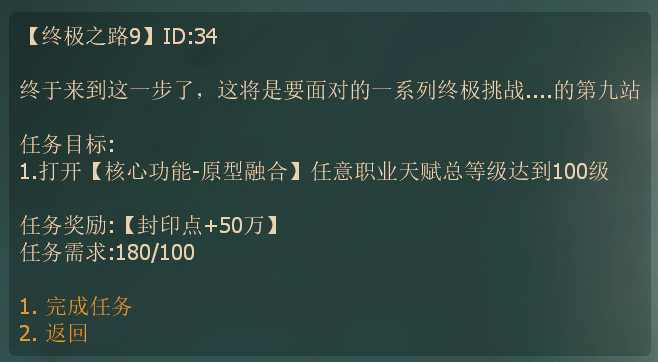 【终极之路9】ID:34
终于来到这一步了，这将是要面对的一系列终极挑战....的第九站
任务目标:
1.打开【核心功能-原型融合】任意职业天赋总等级达到100级
任务奖励:【封印点+50万】
任务需求:180/100
1. 完成任务
2. 返回